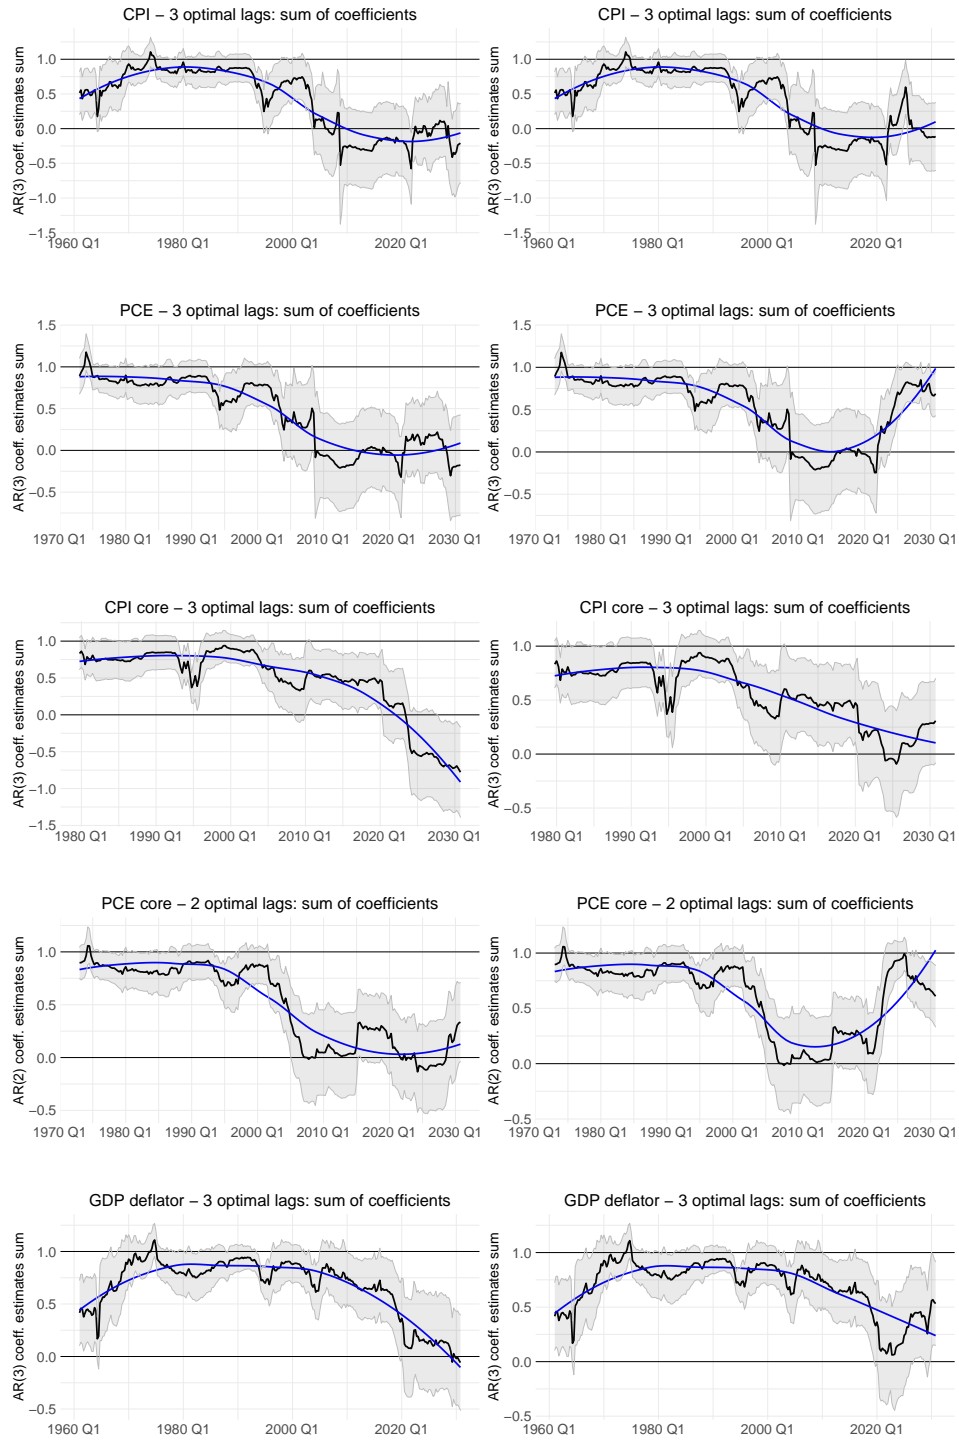 CPI − 3 optimal lags: sum of coefficients
AR(3) coeff. estimates sum
1.0
0.5
0.0
−0.5
−1.0
−1.5
1960 Q1 1980 Q1 2000 Q1 2020 Q1
CPI − 3 optimal lags: sum of coefficients
AR(3) coeff. estimates sum
1.0
0.5
0.0
−0.5
−1.0
−1.5
1960 Q1 1980 Q1 2000 Q1 2020 Q1
PCE − 3 optimal lags: sum of coefficients
AR(3) coeff. estimates sum
1.5
1.0
0.5
0.0
−0.5
1970 Q1 1980 Q1 1990 Q1 2000 Q1 2010 Q1 2020 Q1 2030 Q1
PCE − 3 optimal lags: sum of coefficients
AR(3) coeff. estimates sum
1.5
1.0
0.5
0.0
−0.5
1970 Q1 1980 Q1 1990 Q1 2000 Q1 2010 Q1 2020 Q1 2030 Q1
CPI core − 3 optimal lags: sum of coefficients
AR(3) coeff. estimates sum
1.0
0.5
0.0
−0.5
−1.0
−1.5
1980 Q1 1990 Q1 2000 Q1 2010 Q1 2020 Q1 2030 Q1
CPI core − 3 optimal lags: sum of coefficients
AR(3) coeff. estimates sum
1.0
0.5
0.0
−0.5
1980 Q1 1990 Q1 2000 Q1 2010 Q1 2020 Q1 2030 Q1
PCE core − 2 optimal lags: sum of coefficients
AR(2) coeff. estimates sum
1.0
0.5
0.0
−0.5
1970 Q1 1980 Q1 1990 Q1 2000 Q1 2010 Q1 2020 Q1 2030 Q1
PCE core − 2 optimal lags: sum of coefficients
AR(2) coeff. estimates sum
1.0
0.5
0.0
−0.5
1970 Q1 1980 Q1 1990 Q1 2000 Q1 2010 Q1 2020 Q1 2030 Q1
GDP deflator − 3 optimal lags: sum of coefficients
AR(3) coeff. estimates sum
1.0
0.5
0.0
−0.5
1960 Q1 1980 Q1 2000 Q1 2020 Q1
GDP deflator − 3 optimal lags: sum of coefficients
AR(3) coeff. estimates sum
1.0
0.5
0.0
−0.5
1960 Q1 1980 Q1 2000 Q1 2020 Q1